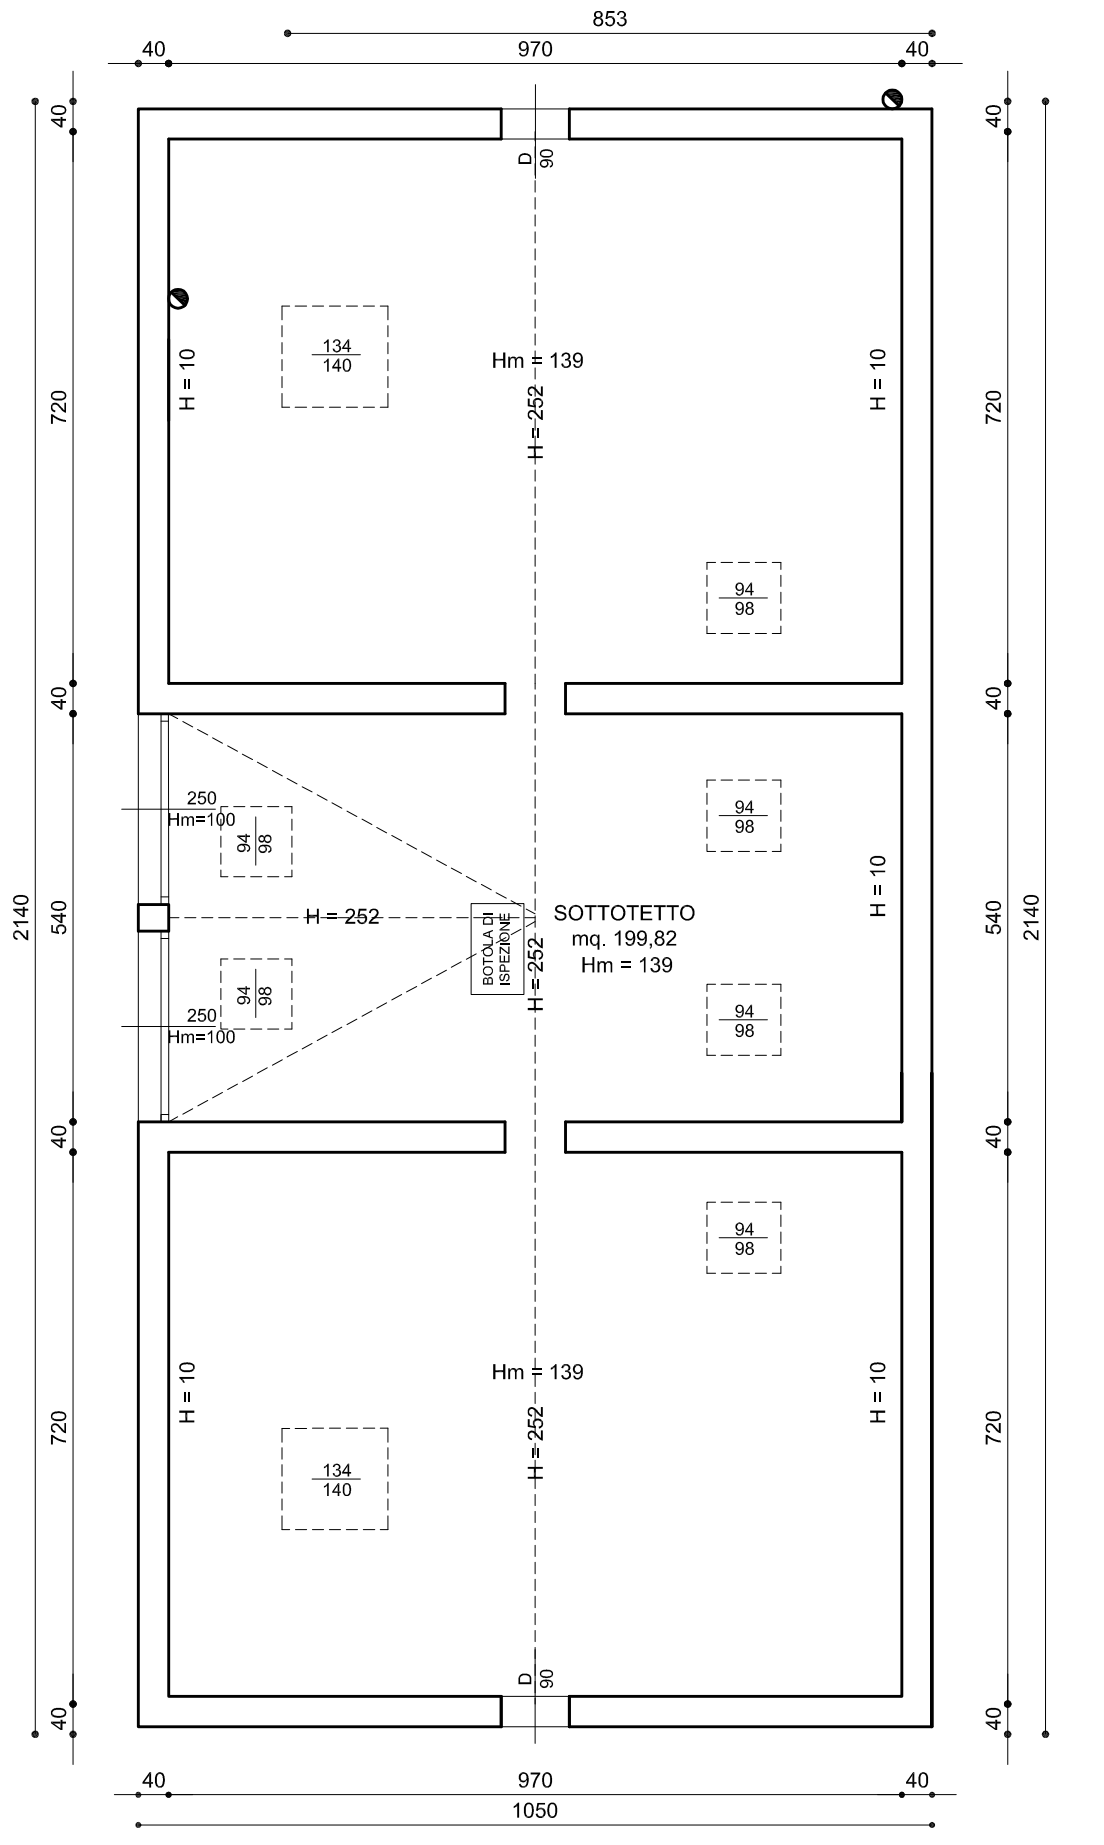 853
40
970
40
40
40
D
90
134
140
Hm = 139
H = 10
H = 10
H = 252
720
720
94
98
40
40
250
Hm=100
94
98
94
98
H = 10
2140
540
H = 252
BOTOLA DI
ISPEZIONE
H = 252
SOTTOTETTO
mq. 199,82
Hm = 139
540
2140
94
98
250
Hm=100
94
98
40
40
94
98
Hm = 139
H = 10
H = 10
H = 252
720
720
134
140
D
90
40
40
40
970
40
1050